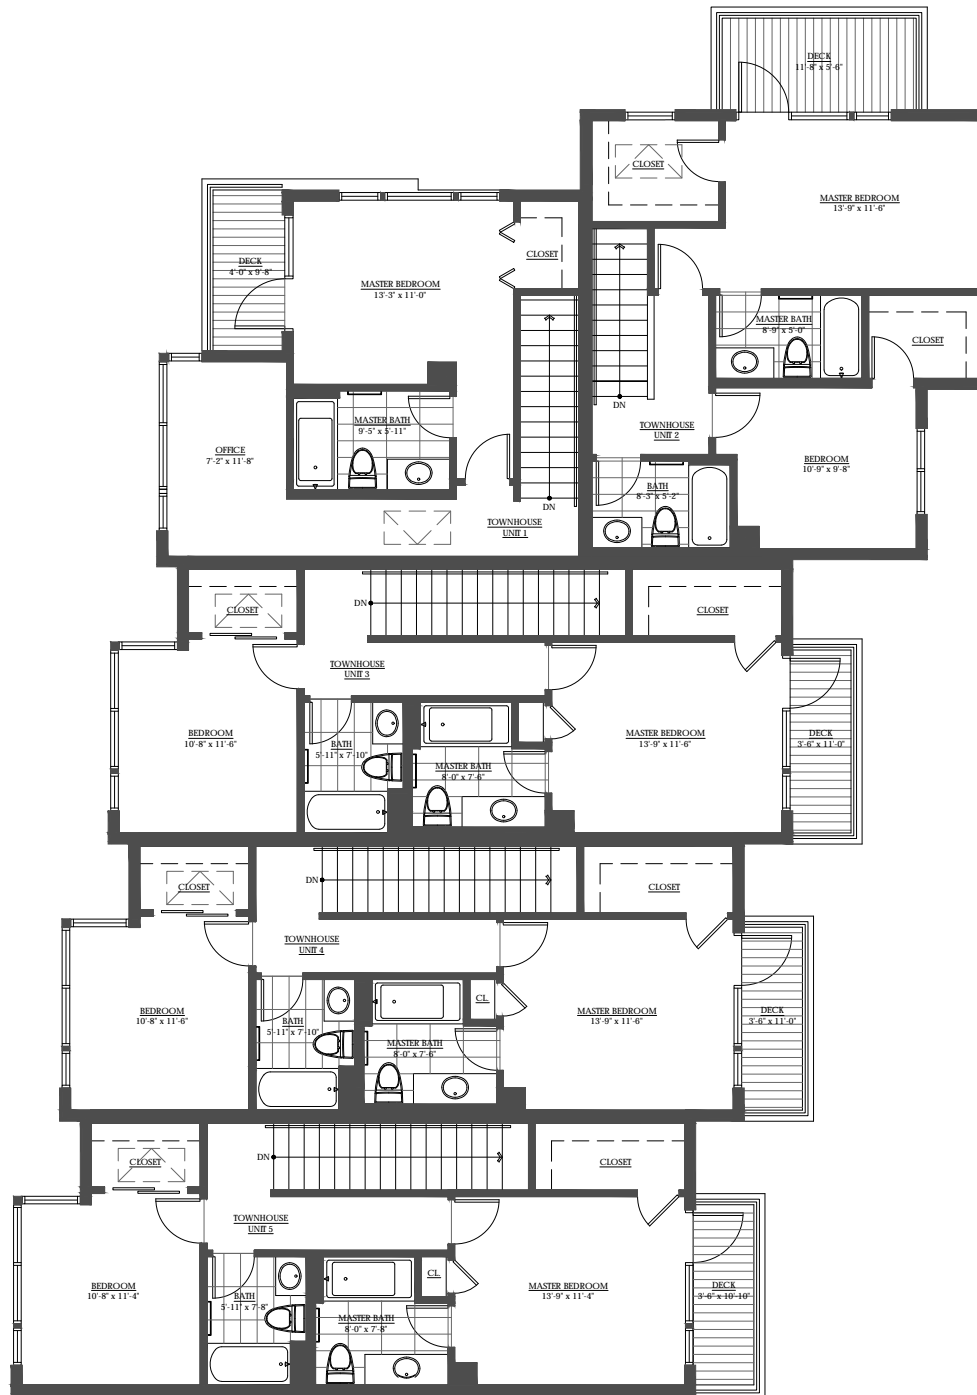 DECK
11'-8" x 5'-6"
CLOSET
MASTER BEDROOM
13'-9" x 11'-6"
DECK
4'-0" x 9'-8"
CLOSET
MASTER BEDROOM
13'-3" x 11'-0"
MASTER BATH
8'-9" x 5'-0"
CLOSET
DN
MASTER BATH
9'-5" x 5'-11"
TOWNHOUSE
UNIT 2
OFFICE
7'-2" x 11'-8"
BEDROOM
10'-9" x 9'-8"
BATH
8'-3" x 5'-2"
DN
TOWNHOUSE
UNIT 1
CLOSET
DN
CLOSET
TOWNHOUSE
UNIT 3
BEDROOM
10'-8" x 11'-6"
BATH
5'-11" x 7'-10"
MASTER BATH
8'-0" x 7'-6"
MASTER BEDROOM
13'-9" x 11'-6"
DECK
3'-6" x 11'-0"
CLOSET
DN
CLOSET
TOWNHOUSE
UNIT 4
BEDROOM
10'-8" x 11'-6"
BATH
5'-11" x 7'-10"
CL.
MASTER BATH
8'-0" x 7'-6"
MASTER BEDROOM
13'-9" x 11'-6"
DECK
3'-6" x 11'-0"
CLOSET
DN
CLOSET
TOWNHOUSE
UNIT 5
BEDROOM
10'-8" x 11'-4"
BATH
5'-11" x 7'-8"
CL.
MASTER BATH
8'-0" x 7'-8"
MASTER BEDROOM
13'-9" x 11'-4"
DECK
3'-6" x 10'-10"